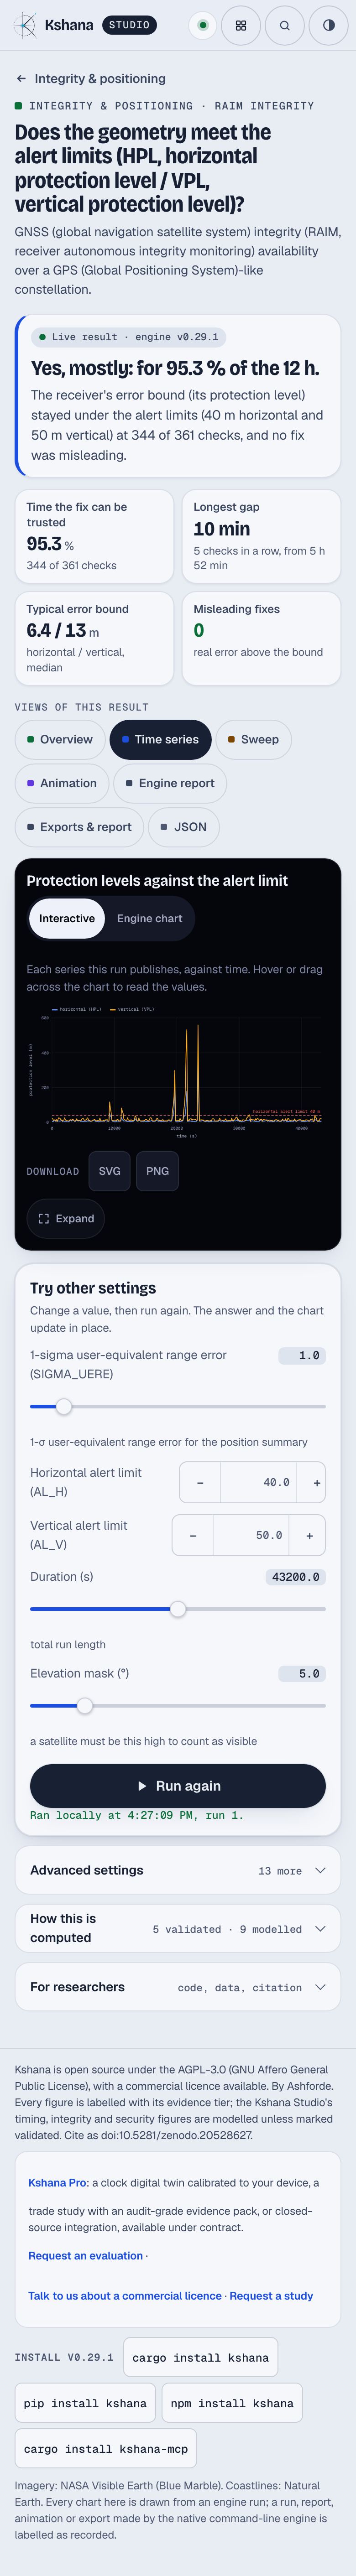 Kshana STUDIO
← Integrity & positioning
INTEGRITY & POSITIONING · RAIM INTEGRITY
Does the geometry meet the
alert limits (HPL, horizontal
protection level / VPL,
vertical protection level)?
GNSS (global navigation satellite system) integrity (RAIM,
receiver autonomous integrity monitoring) availability
over a GPS (Global Positioning System)-like
constellation.
Live result · engine v0.29.1
Yes, mostly: for 95.3 % of the 12 h.
The receiver's error bound (its protection level)
stayed under the alert limits (40 m horizontal and
50 m vertical) at 344 of 361 checks, and no fix
was misleading.
Time the fix can be
trusted
95.3 %
344 of 361 checks
Longest gap
10 min
5 checks in a row, from 5 h
52 min
Typical error bound
6.4 / 13 m
horizontal / vertical,
median
Misleading fixes
0
real error above the bound
VIEWS OF THIS RESULT
Overview
Time series
Sweep
Animation
Engine report
Exports & report
JSON
Protection levels against the alert limit
Interactive
Engine chart
Each series this run publishes, against time. Hover or drag
across the chart to read the values.
horizontal (HPL) vertical (VPL)
600
400
200
0
protection level (m)
horizontal alert limit 40 m
0 10000 20000 30000 40000
time (s)
DOWNLOAD SVG PNG
Expand
Try other settings
Change a value, then run again. The answer and the chart
update in place.
1-sigma user-equivalent range error
(SIGMA_UERE)
1.0
1-σ user-equivalent range error for the position summary
Horizontal alert limit
(AL_H)
− 40.0 +
Vertical alert limit
(AL_V)
− 50.0 +
Duration (s) 43200.0
total run length
Elevation mask (°) 5.0
a satellite must be this high to count as visible
Run again
Ran locally at 4:27:09 PM, run 1.
Advanced settings 13 more
How this is
computed
5 validated · 9 modelled
For researchers code, data, citation
Kshana is open source under the AGPL-3.0 (GNU Affero General
Public License), with a commercial licence available. By Ashforde.
Every figure is labelled with its evidence tier; the Kshana Studio's
timing, integrity and security figures are modelled unless marked
validated. Cite as doi:10.5281/zenodo.20528627.
Kshana Pro: a clock digital twin calibrated to your device, a
trade study with an audit-grade evidence pack, or closed-
source integration, available under contract.
Request an evaluation ·
Talk to us about a commercial licence · Request a study
INSTALL V0.29.1 cargo install kshana
pip install kshana npm install kshana
cargo install kshana-mcp
Imagery: NASA Visible Earth (Blue Marble). Coastlines: Natural
Earth. Every chart here is drawn from an engine run; a run, report,
animation or export made by the native command-line engine is
labelled as recorded.